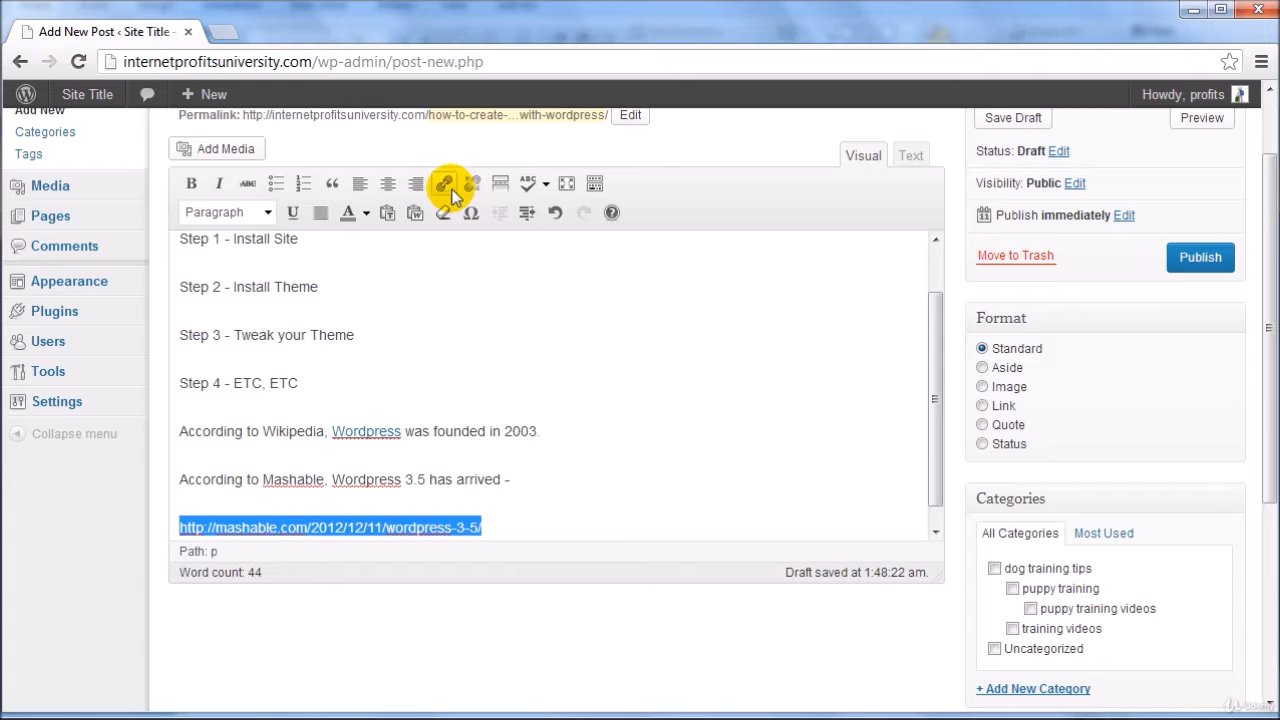 Add New Post ‹ Site Title –
internetprofitsuniversity.com/wp-admin/post-new.php
Site Title
New
Howdy, profits
Add New
Categories
Tags
Media
Pages
Comments
Appearance
Plugins
Users
Tools
Settings
Collapse menu
Permalink: http://internetprofitsuniversity.com/how-to-create-...with-wordpress/ Edit
Add Media
Visual Text
B I ABC ABC
Paragraph U A Ω
Step 1 - Install Site
Step 2 - Install Theme
Step 3 - Tweak your Theme
Step 4 - ETC, ETC
According to Wikipedia, Wordpress was founded in 2003.
According to Mashable, Wordpress 3.5 has arrived -
http://mashable.com/2012/12/11/wordpress-3-5/
Path: p
Word count: 44 Draft saved at 1:48:22 am.
Save Draft Preview
Status: Draft Edit
Visibility: Public Edit
11 Publish immediately Edit
Move to Trash Publish
Format
Standard
Aside
Image
Link
Quote
Status
Categories
All Categories Most Used
dog training tips
puppy training
puppy training videos
training videos
Uncategorized
+ Add New Category
Udemy